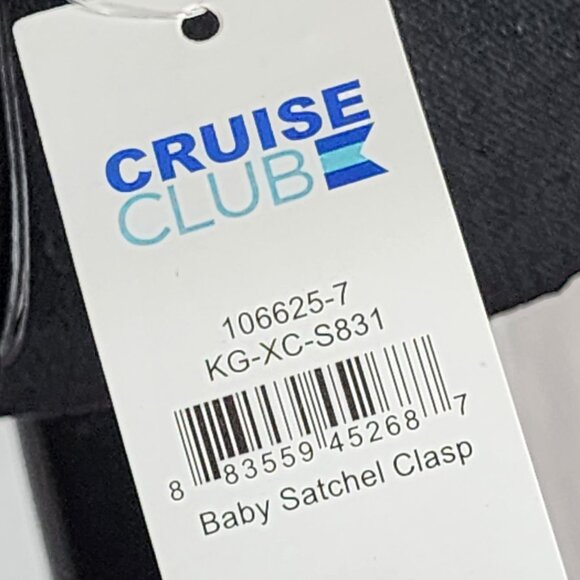 CRUISE
CLUB
106625-7
KG-XC-S831
8 83559 45268 7
Baby Satchel Clasp